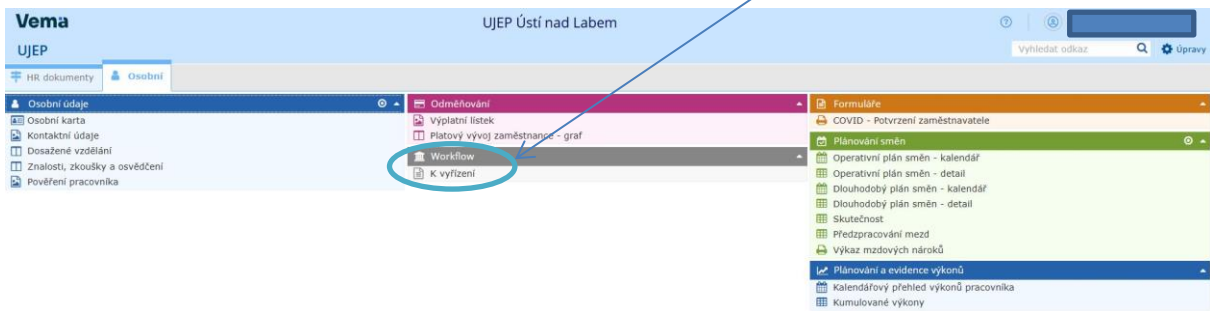 Vema
UJEP Ústí nad Labem
UJEP
Vyhledat odkaz
Úpravy
HR dokumenty
Osobní
Osobní údaje
Osobní karta
Kontaktní údaje
Dosažené vzdělání
Znalosti, zkoušky a osvědčení
Pověření pracovníka
Odměňování
Výplatní lístek
Platový vývoj zaměstnance - graf
Workflow
K vyřízení
Formuláře
COVID - Potvrzení zaměstnavatele
Plánování směn
Operativní plán směn - kalendář
Operativní plán směn - detail
Dlouhodobý plán směn - kalendář
Dlouhodobý plán směn - detail
Skutečnost
Předzpracování mezd
Výkaz mzdových nároků
Plánování a evidence výkonů
Kalendářový přehled výkonů pracovníka
Kumulované výkony